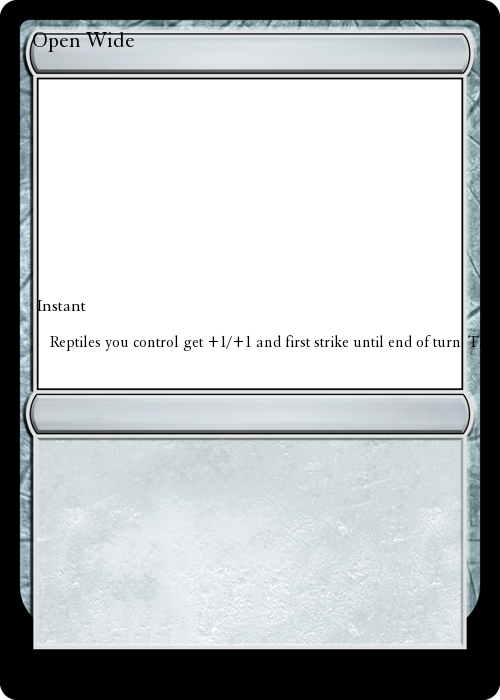 Open Wide
Instant
Reptiles you control get +1/+1 and first strike until end of turn. T